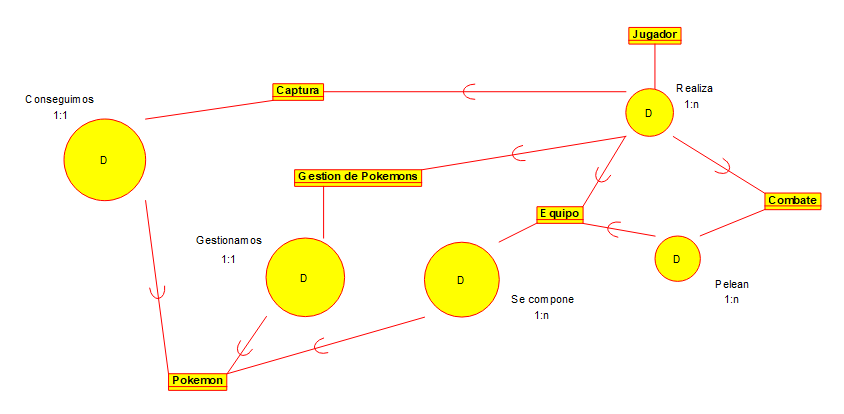 Jugador
Realiza
1:n
D
Captura
Conseguimos
1:1
D
Gestion de Pokemons
Equipo
Combate
Gestionamos
1:1
D
D
Se compone
1:n
D
Pelean
1:n
Pokemon